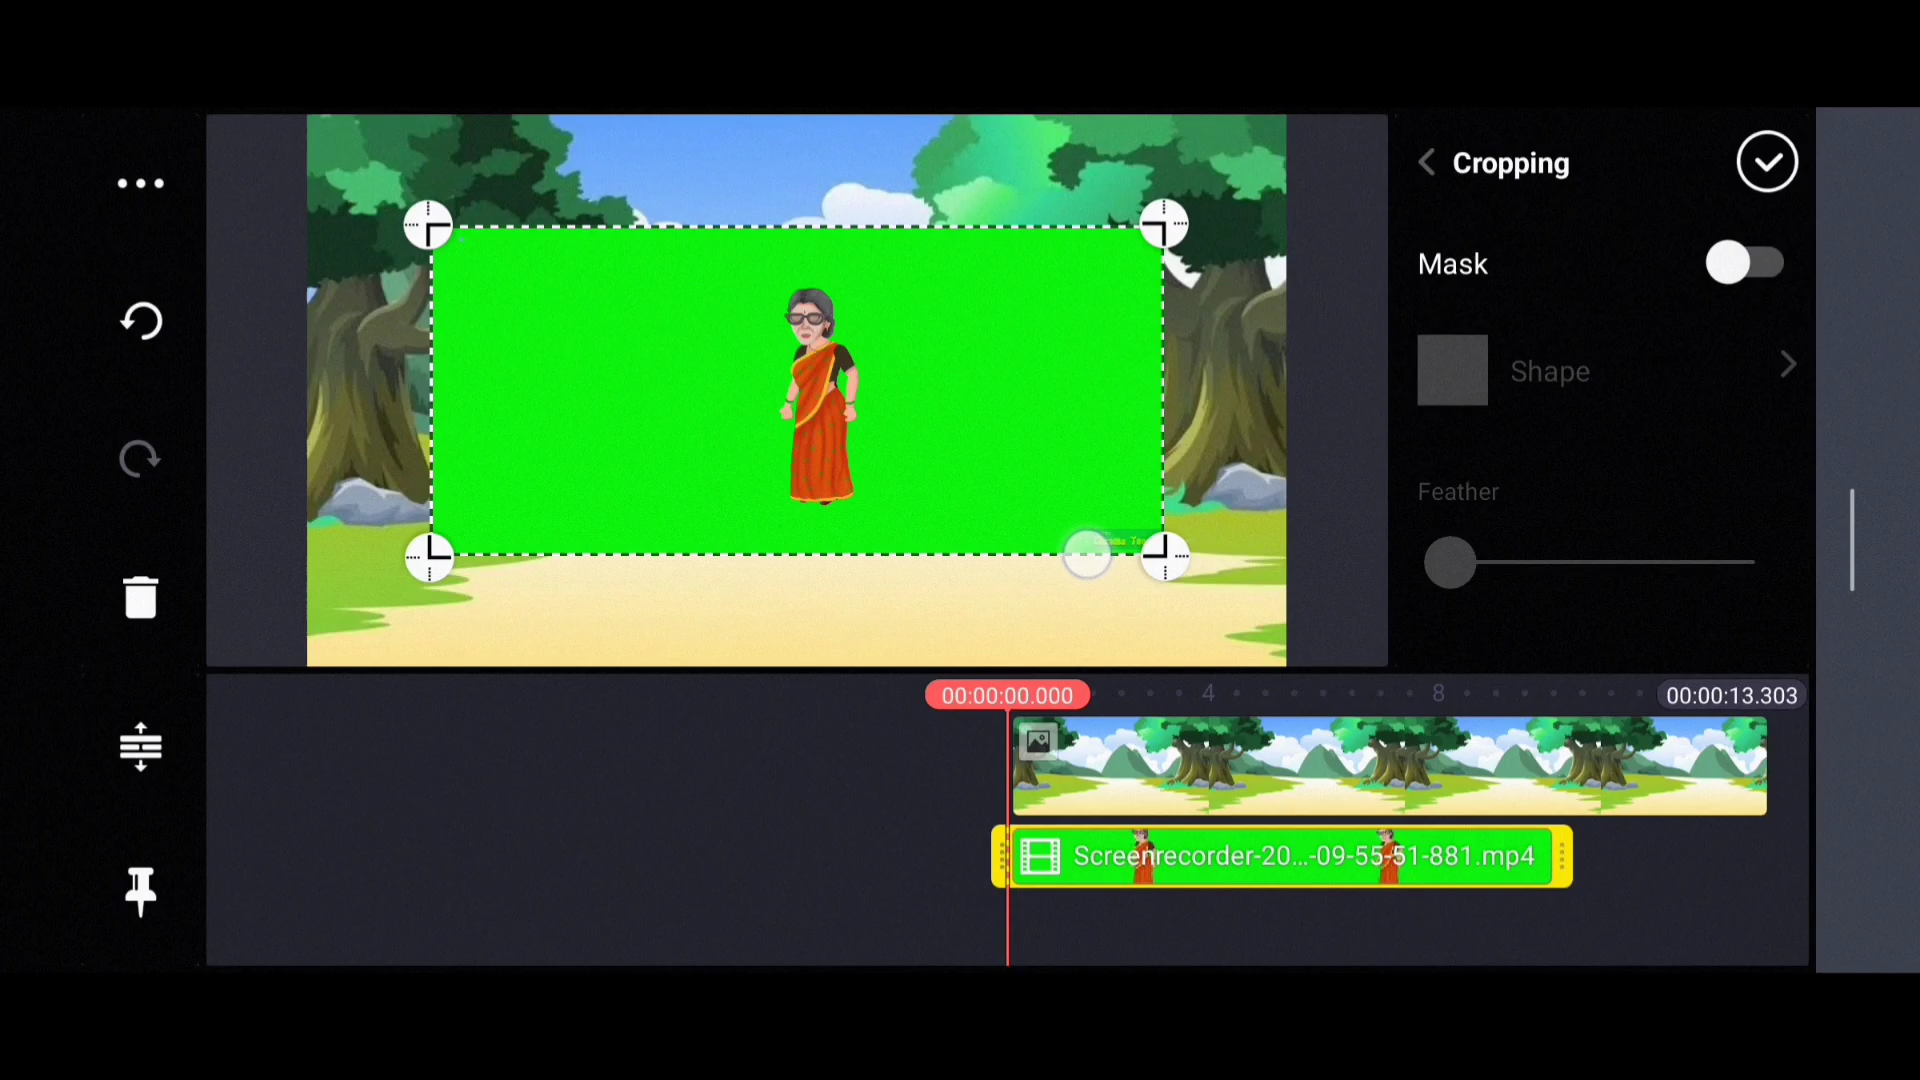 Cropping
Mask
Shape
Feather
00:00:00.000
4
8
00:00:13.303
Screenrecorder-20...-09-55-51-881.mp4